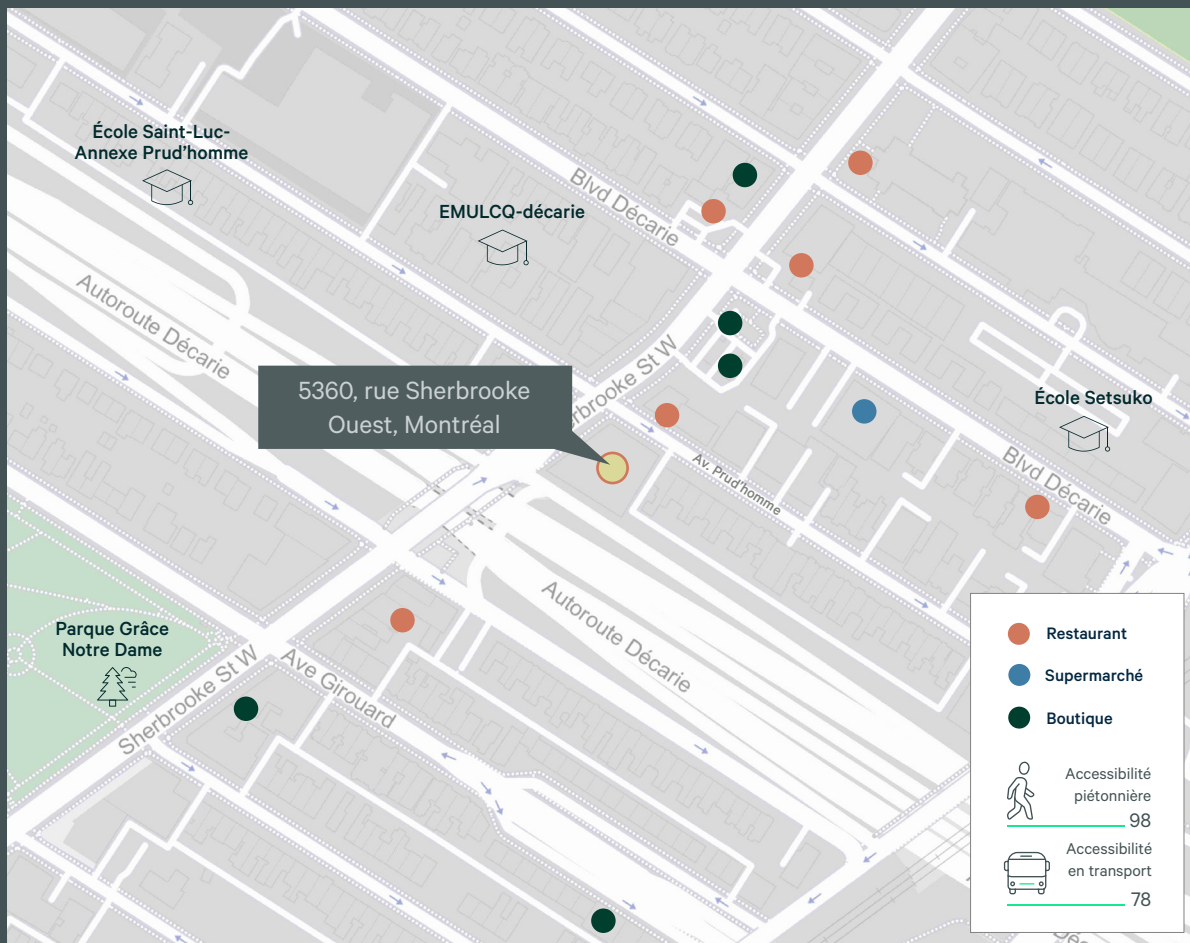 École Saint-Luc-
Annexe Prud'homme
EMULCQ-décarie
Blvd Décarie
Autoroute Décarie
5360, rue Sherbrooke
Ouest, Montréal
Sherbrooke St W
École Setsuko
Av. Prud'homme
Blvd Décarie
Autoroute Décarie
Parque Grâce
Notre Dame
Sherbrooke St W
Ave Girouard
Restaurant
Supermarché
Boutique
Accessibilité
piétonnière
98
Accessibilité
en transport
78